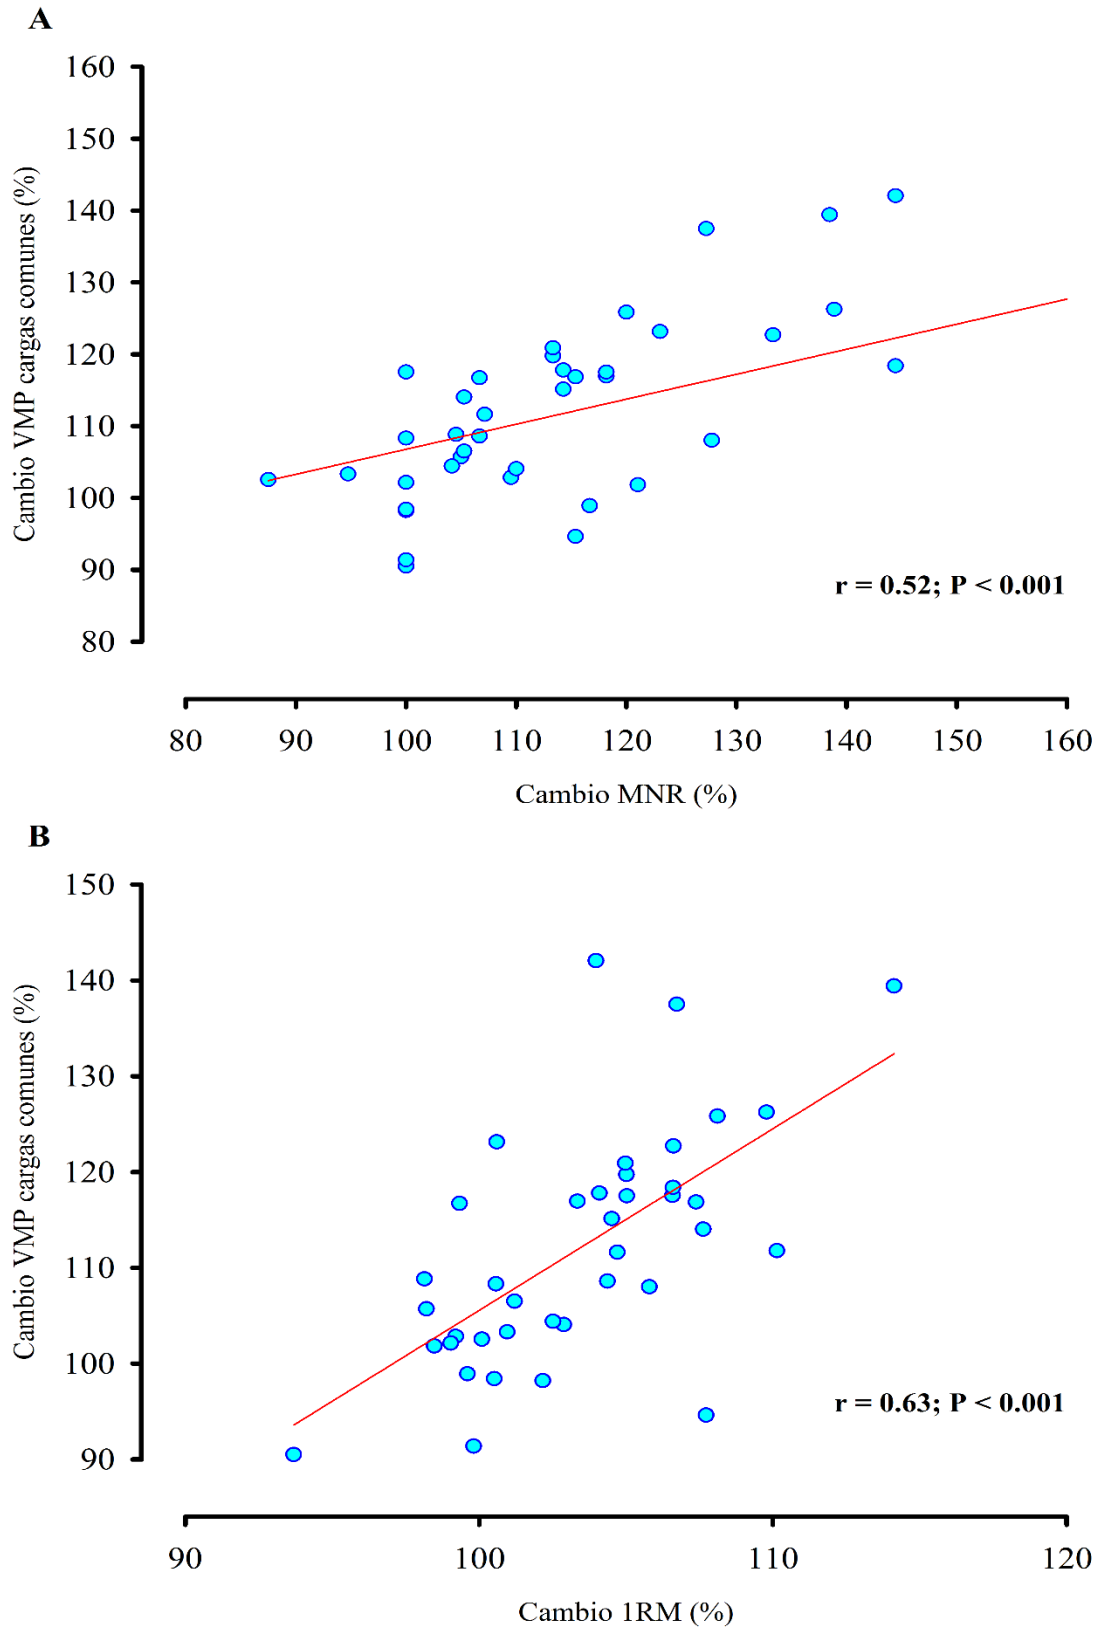 A
160
150
140
130
120
110
100
90
80
Cambio VMP cargas comunes (%)
r = 0.52; P < 0.001
80 90 100 110 120 130 140 150 160
Cambio MNR (%)
B
150
140
130
120
110
100
90
Cambio VMP cargas comunes (%)
r = 0.63; P < 0.001
90 100 110 120
Cambio 1RM (%)